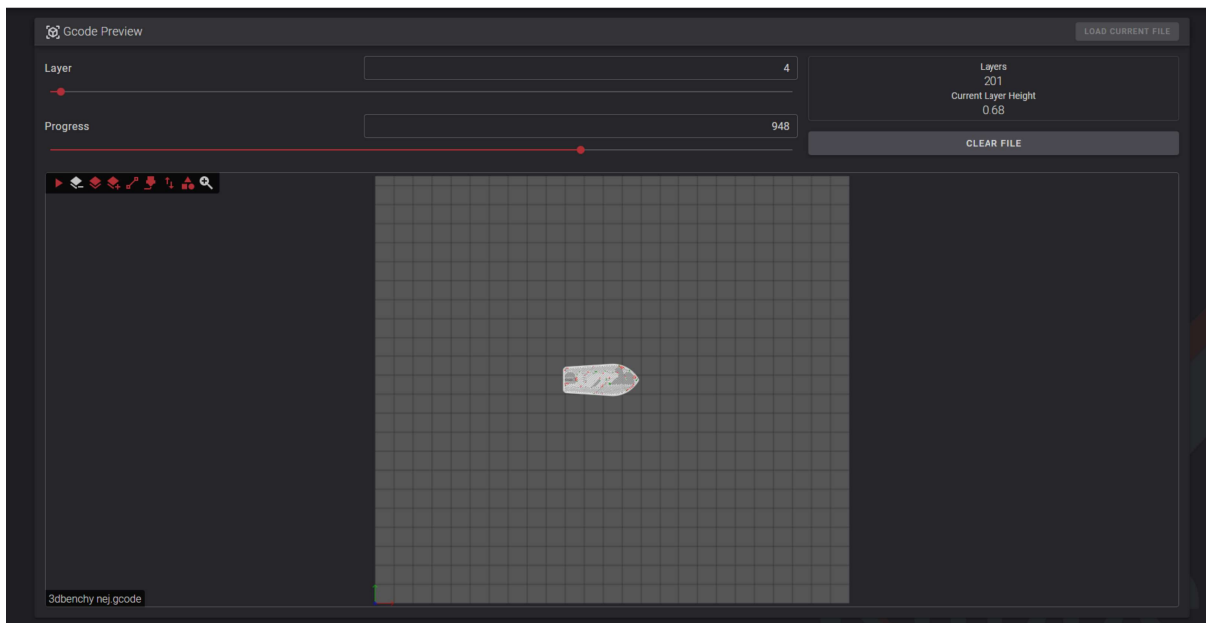 Gcode Preview
LOAD CURRENT FILE
Layer
4
Layers
201
Current Layer Height
0.68
Progress
948
CLEAR FILE
3dbenchy nej.gcode